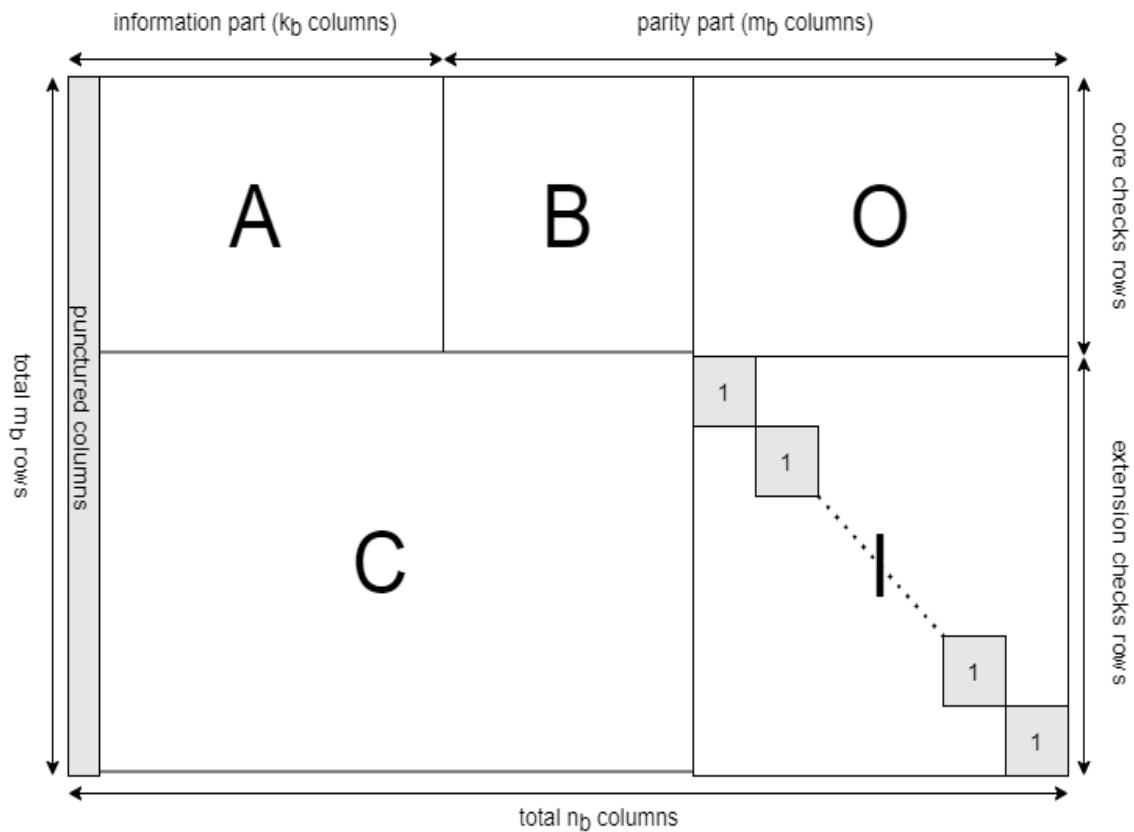 information part (kb columns)
parity part (mb columns)
A
B
O
core checks rows
total mb rows
punctured columns
1
1
C
I
extension checks rows
1
1
total nb columns